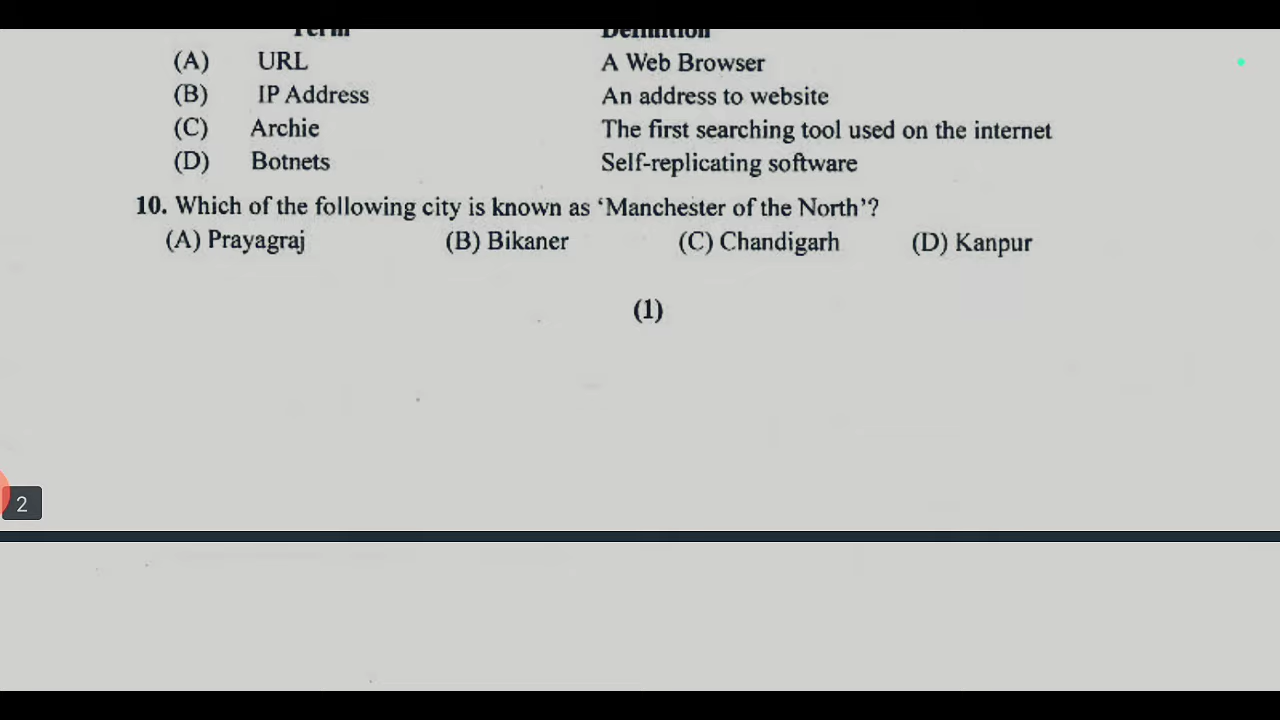 Term Definition
(A) URL A Web Browser
(B) IP Address An address to website
(C) Archie The first searching tool used on the internet
(D) Botnets Self-replicating software
10. Which of the following city is known as ‘Manchester of the North’?
(A) Prayagraj (B) Bikaner (C) Chandigarh (D) Kanpur
(1)
2